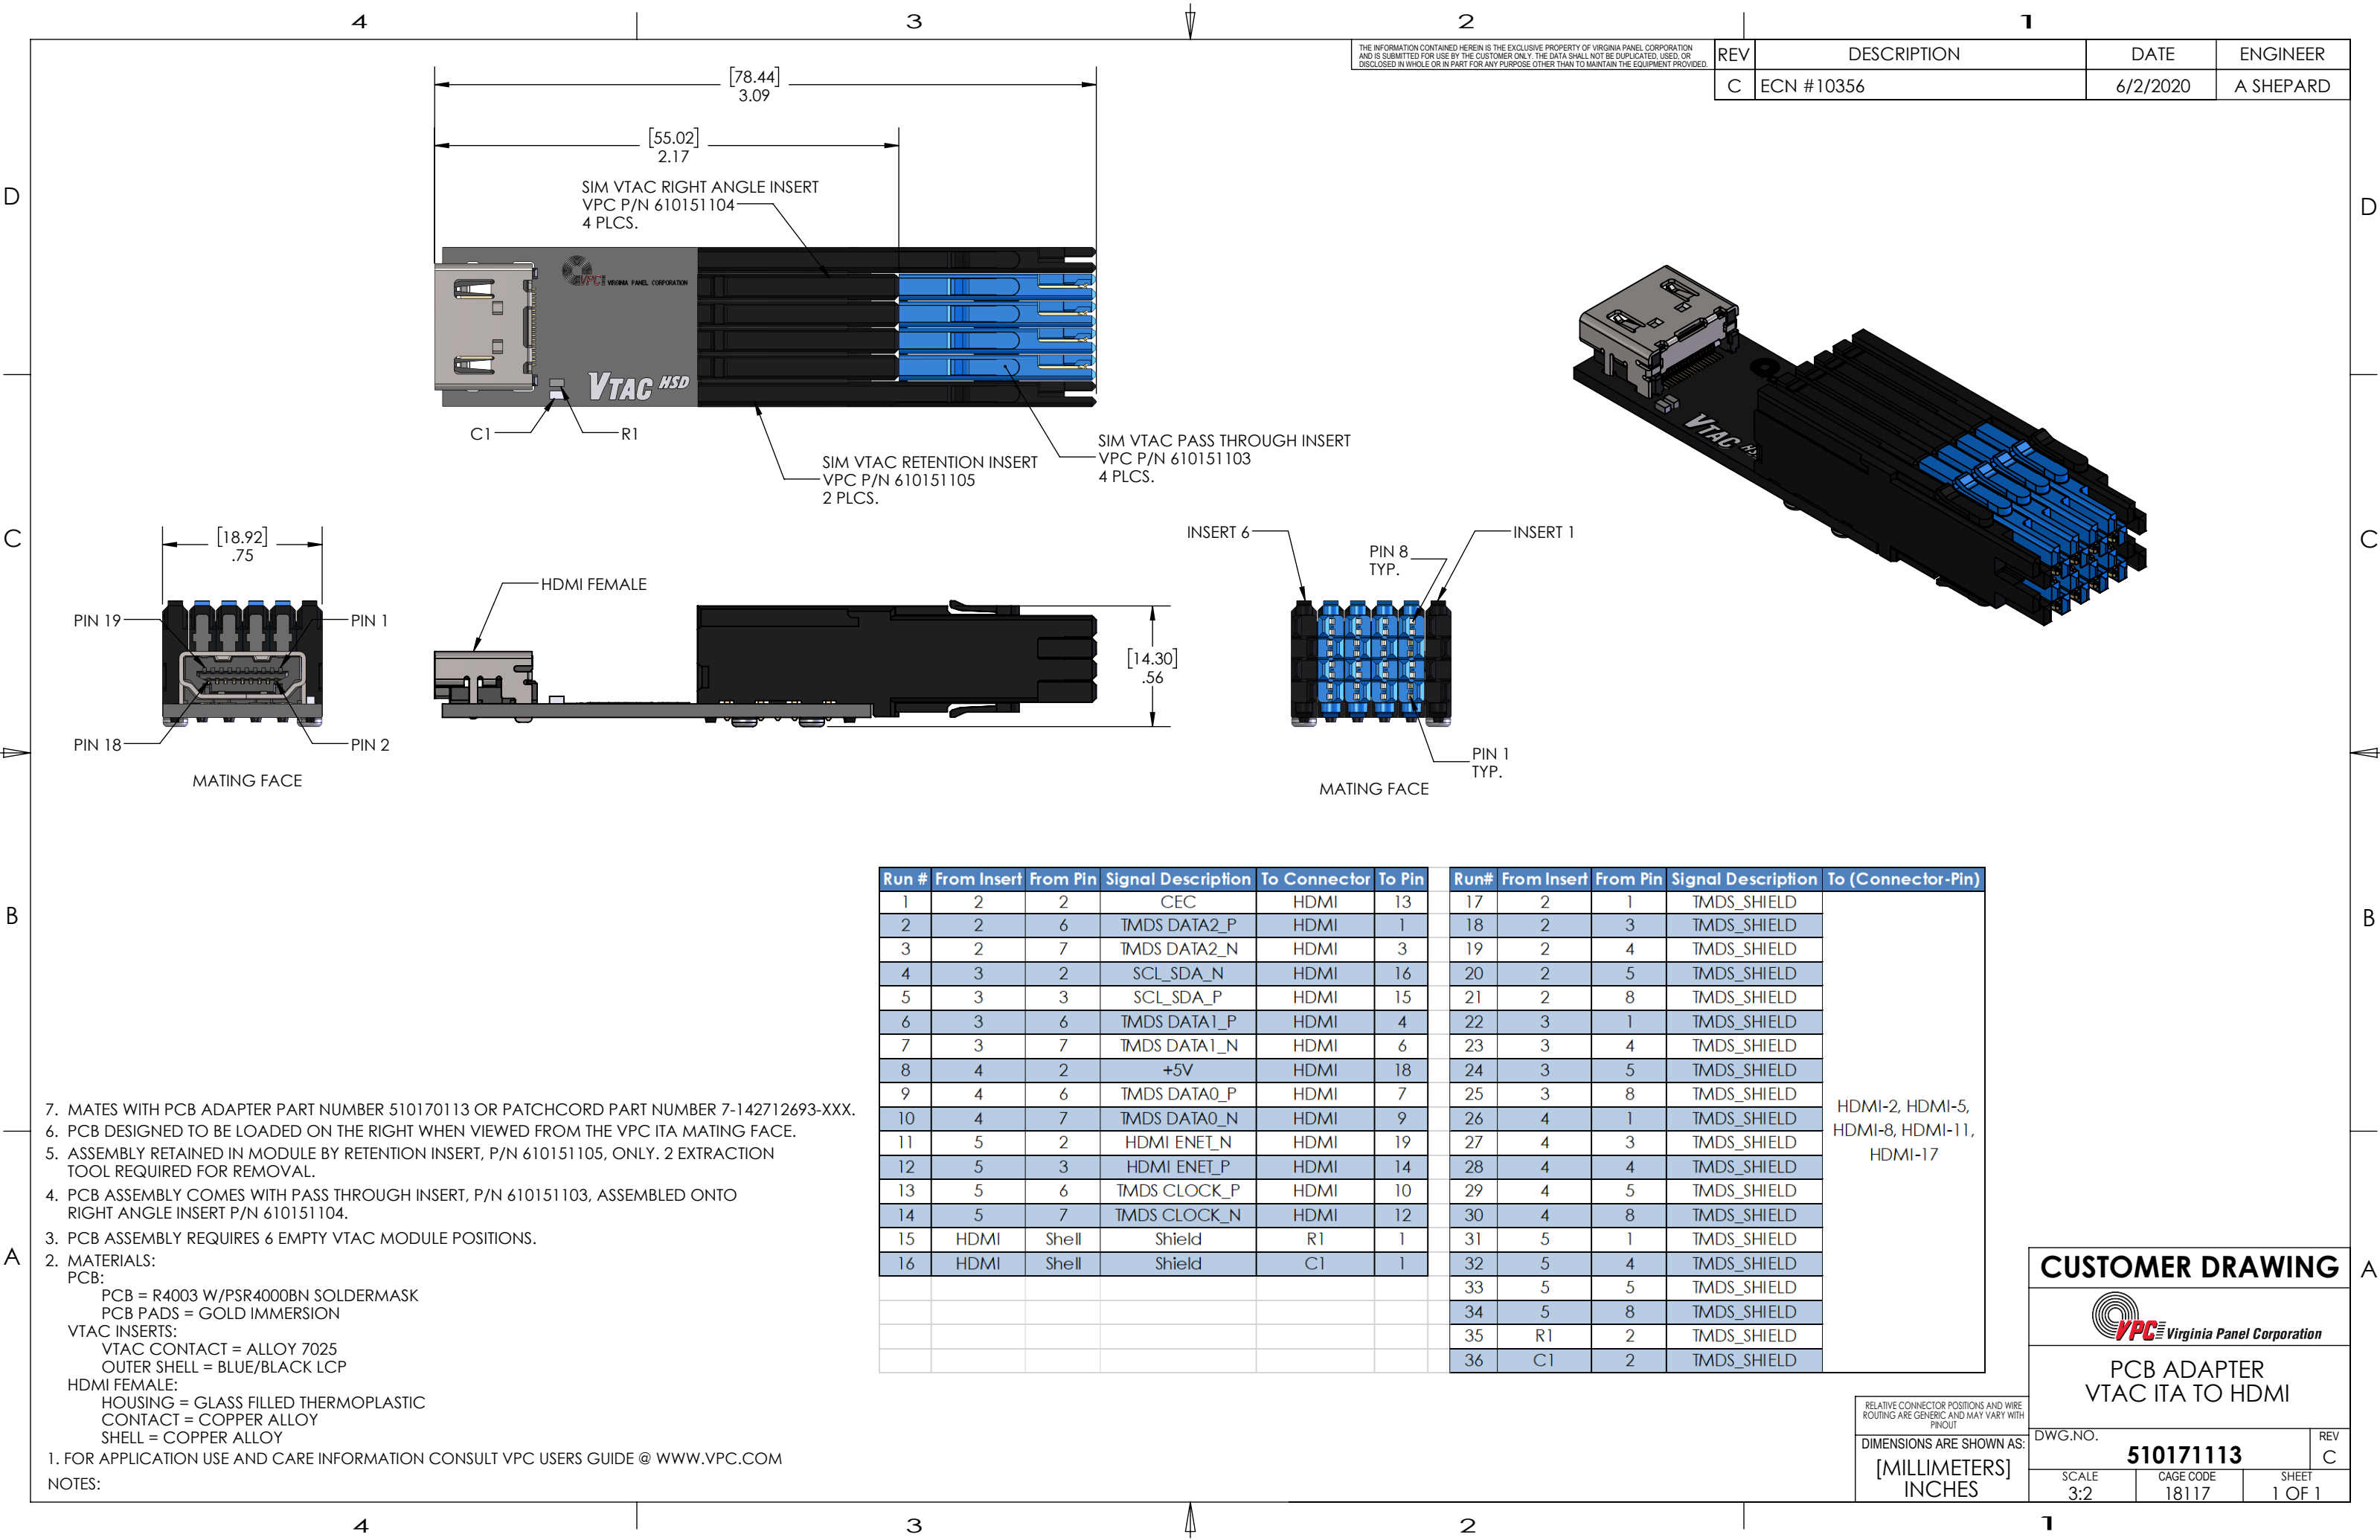 4 3 2 1
THE INFORMATION CONTAINED HEREIN IS THE EXCLUSIVE PROPERTY OF VIRGINIA PANEL CORPORATION
AND IS SUBMITTED FOR USE BY THE CUSTOMER ONLY. THE DATA SHALL NOT BE DUPLICATED, USED, OR
DISCLOSED IN WHOLE OR IN PART FOR ANY PURPOSE OTHER THAN TO MAINTAIN THE EQUIPMENT PROVIDED.
REV DESCRIPTION DATE ENGINEER
C ECN #10356 6/2/2020 A SHEPARD
[78.44]
3.09
[55.02]
2.17
D D
SIM VTAC RIGHT ANGLE INSERT
VPC P/N 610151104
4 PLCS.
VPC VIRGINIA PANEL CORPORATION
VTAC HSD
C1
R1
SIM VTAC RETENTION INSERT
VPC P/N 610151105
2 PLCS.
SIM VTAC PASS THROUGH INSERT
VPC P/N 610151103
4 PLCS.
VTAC HSD
C C
[18.92]
.75
PIN 19
PIN 1
PIN 18
PIN 2
MATING FACE
HDMI FEMALE
[14.30]
.56
INSERT 6
INSERT 1
PIN 8
TYP.
PIN 1
TYP.
MATING FACE
B B
Run # From Insert From Pin Signal Description To Connector To Pin
1 2 2 CEC HDMI 13
2 2 6 TMDS DATA2_P HDMI 1
3 2 7 TMDS DATA2_N HDMI 3
4 3 2 SCL_SDA_N HDMI 16
5 3 3 SCL_SDA_P HDMI 15
6 3 6 TMDS DATA1_P HDMI 4
7 3 7 TMDS DATA1_N HDMI 6
8 4 2 +5V HDMI 18
9 4 6 TMDS DATA0_P HDMI 7
10 4 7 TMDS DATA0_N HDMI 9
11 5 2 HDMI ENET_N HDMI 19
12 5 3 HDMI ENET_P HDMI 14
13 5 6 TMDS CLOCK_P HDMI 10
14 5 7 TMDS CLOCK_N HDMI 12
15 HDMI Shell Shield R1 1
16 HDMI Shell Shield C1 1
Run# From Insert From Pin Signal Description To (Connector-Pin)
17 2 1 TMDS_SHIELD
18 2 3 TMDS_SHIELD
19 2 4 TMDS_SHIELD
20 2 5 TMDS_SHIELD
21 2 8 TMDS_SHIELD
22 3 1 TMDS_SHIELD
23 3 4 TMDS_SHIELD
24 3 5 TMDS_SHIELD
25 3 8 TMDS_SHIELD
26 4 1 TMDS_SHIELD
27 4 3 TMDS_SHIELD
28 4 4 TMDS_SHIELD
29 4 5 TMDS_SHIELD
30 4 8 TMDS_SHIELD
31 5 1 TMDS_SHIELD
32 5 4 TMDS_SHIELD
33 5 5 TMDS_SHIELD
34 5 8 TMDS_SHIELD
35 R1 2 TMDS_SHIELD
36 C1 2 TMDS_SHIELD
HDMI-2, HDMI-5,
HDMI-8, HDMI-11,
HDMI-17
7. MATES WITH PCB ADAPTER PART NUMBER 510170113 OR PATCHCORD PART NUMBER 7-142712693-XXX.
6. PCB DESIGNED TO BE LOADED ON THE RIGHT WHEN VIEWED FROM THE VPC ITA MATING FACE.
5. ASSEMBLY RETAINED IN MODULE BY RETENTION INSERT, P/N 610151105, ONLY. 2 EXTRACTION
TOOL REQUIRED FOR REMOVAL.
4. PCB ASSEMBLY COMES WITH PASS THROUGH INSERT, P/N 610151103, ASSEMBLED ONTO
RIGHT ANGLE INSERT P/N 610151104.
3. PCB ASSEMBLY REQUIRES 6 EMPTY VTAC MODULE POSITIONS.
2. MATERIALS:
PCB:
PCB = R4003 W/PSR4000BN SOLDERMASK
PCB PADS = GOLD IMMERSION
VTAC INSERTS:
VTAC CONTACT = ALLOY 7025
OUTER SHELL = BLUE/BLACK LCP
HDMI FEMALE:
HOUSING = GLASS FILLED THERMOPLASTIC
CONTACT = COPPER ALLOY
SHELL = COPPER ALLOY
1. FOR APPLICATION USE AND CARE INFORMATION CONSULT VPC USERS GUIDE @ WWW.VPC.COM
NOTES:
A A
CUSTOMER DRAWING
VPC Virginia Panel Corporation
PCB ADAPTER
VTAC ITA TO HDMI
RELATIVE CONNECTOR POSITIONS AND WIRE
ROUTING ARE GENERIC AND MAY VARY WITH
PINOUT
DIMENSIONS ARE SHOWN AS:
[MILLIMETERS]
INCHES
DWG.NO. REV
510171113 C
SCALE CAGE CODE SHEET
3:2 18117 1 OF 1
4 3 2 1